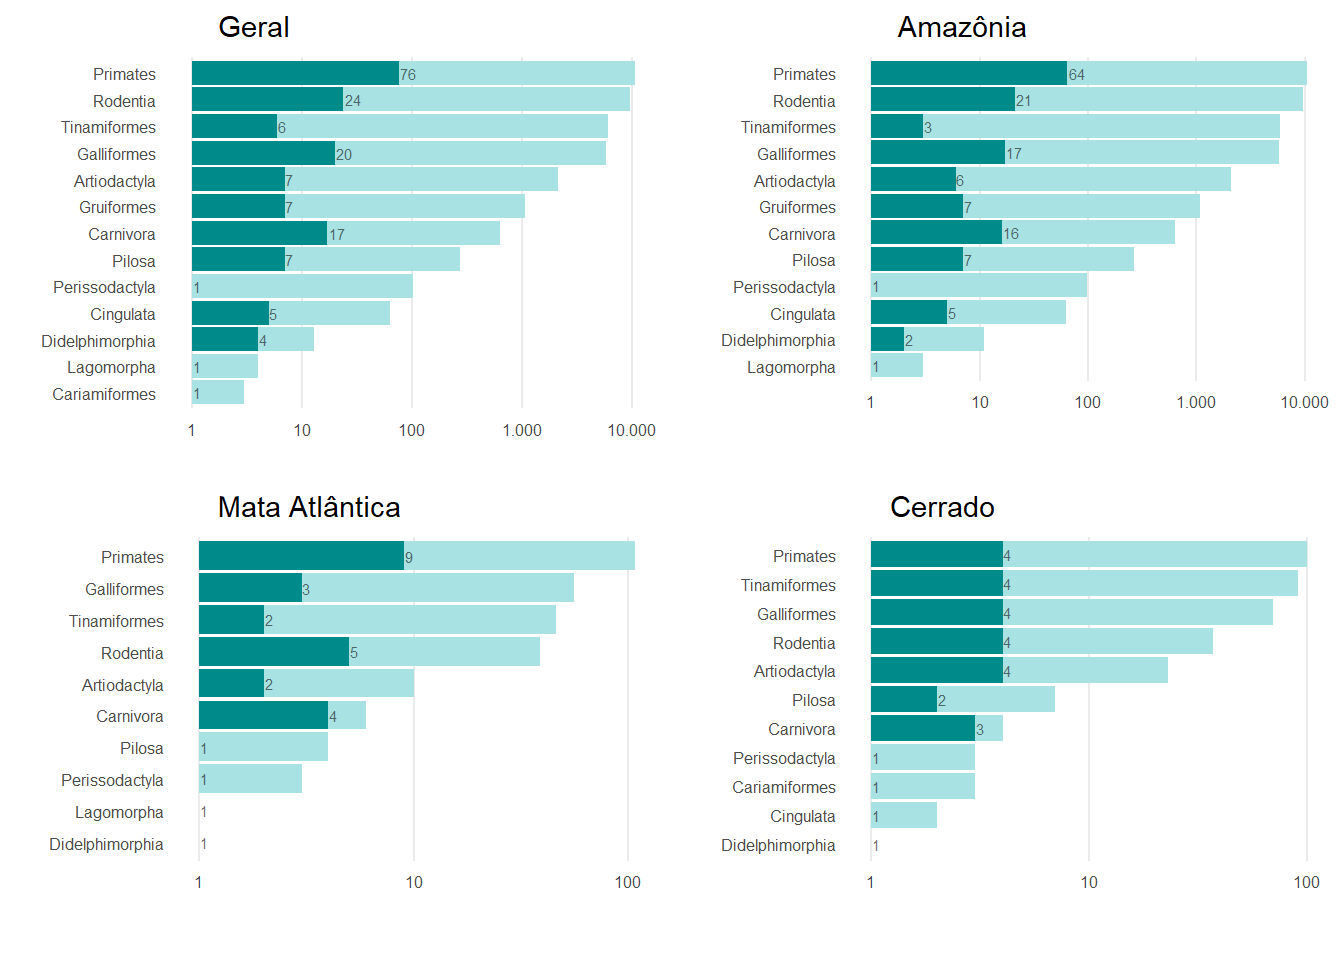 Geral
Primates 76
Rodentia 24
Tinamiformes 6
Galliformes 20
Artiodactyla 7
Gruiformes 7
Carnivora 17
Pilosa 7
Perissodactyla 1
Cingulata 5
Didelphimorphia 4
Lagomorpha 1
Cariamiformes 1
1 10 100 1.000 10.000
Amazônia
Primates 64
Rodentia 21
Tinamiformes 3
Galliformes 17
Artiodactyla 6
Gruiformes 7
Carnivora 16
Pilosa 7
Perissodactyla 1
Cingulata 5
Didelphimorphia 2
Lagomorpha 1
1 10 100 1.000 10.000
Mata Atlântica
Primates 9
Galliformes 3
Tinamiformes 2
Rodentia 5
Artiodactyla 2
Carnivora 4
Pilosa 1
Perissodactyla 1
Lagomorpha 1
Didelphimorphia 1
1 10 100
Cerrado
Primates 4
Tinamiformes 4
Galliformes 4
Rodentia 4
Artiodactyla 4
Pilosa 2
Carnivora 3
Perissodactyla 1
Cariamiformes 1
Cingulata 1
Didelphimorphia 1
1 10 100